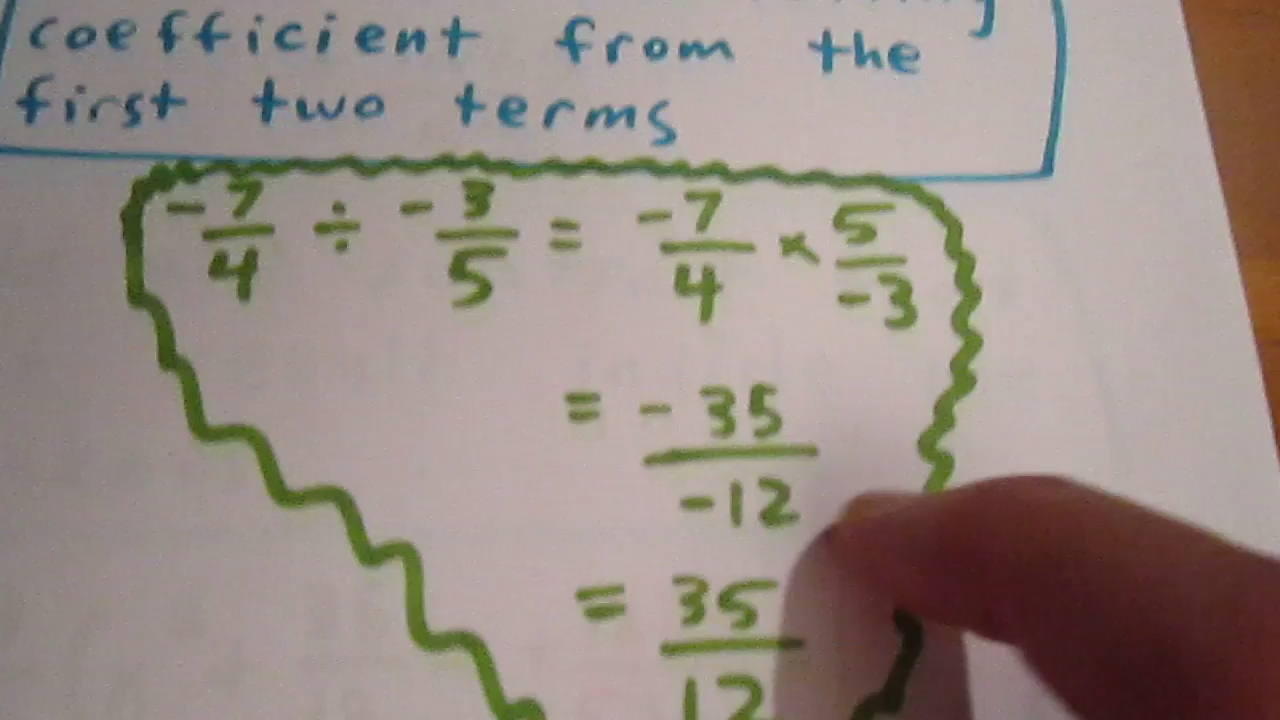 coefficient from the
first two terms
-7/4 ÷ -3/5 = -7/4 × 5/-3
= -35/-12
= 35/12